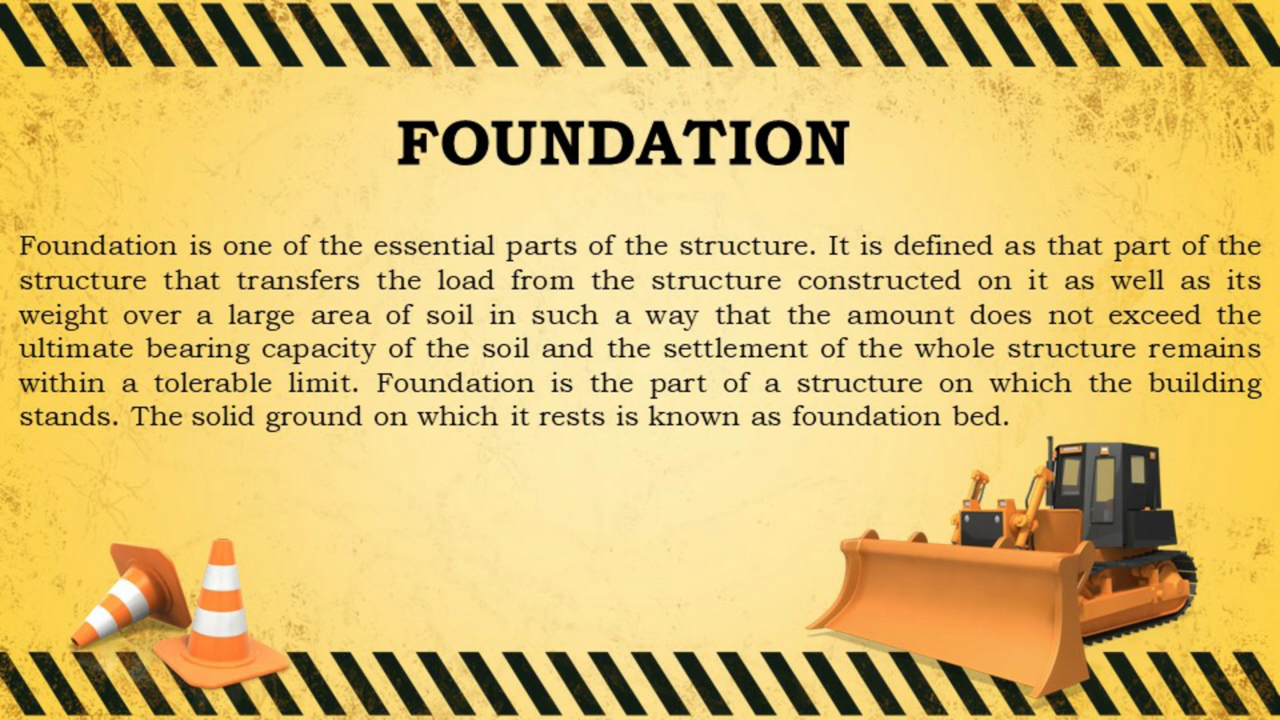 FOUNDATION
Foundation is one of the essential parts of the structure. It is defined as that part of the
structure that transfers the load from the structure constructed on it as well as its
weight over a large area of soil in such a way that the amount does not exceed the
ultimate bearing capacity of the soil and the settlement of the whole structure remains
within a tolerable limit. Foundation is the part of a structure on which the building
stands. The solid ground on which it rests is known as foundation bed.